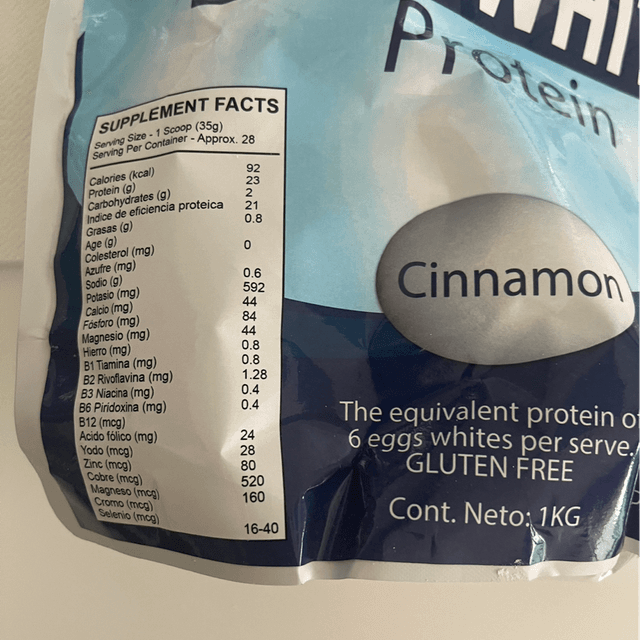 WHI
Protein
SUPPLEMENT FACTS
Serving Size - 1 Scoop (35g)
Serving Per Container - Approx. 28
Calories (kcal) 92
Protein (g) 23
Carbohydrates (g) 2
Indice de eficiencia proteica 21
Grasas (g) 0.8
Age (g)
Colesterol (mg) 0
Azufre (mg)
Sodio (g) 0.6
Potasio (mg) 592
Calcio (mg) 44
Fósforo (mg) 84
Magnesio (mg) 44
Hierro (mg) 0.8
B1 Tiamina (mg) 0.8
B2 Rivoflavina (mg) 1.28
B3 Niacina (mg) 0.4
B6 Piridoxina (mg) 0.4
B12 (mcg)
Acido fólico (mg) 24
Yodo (mcg) 28
Zinc (mcg) 80
Cobre (mcg) 520
Magneso (mcg) 160
Cromo (mcg)
Selenio (mcg) 16-40
Cinnamon
The equivalent protein of
6 eggs whites per serve.
GLUTEN FREE
Cont. Neto: 1KG